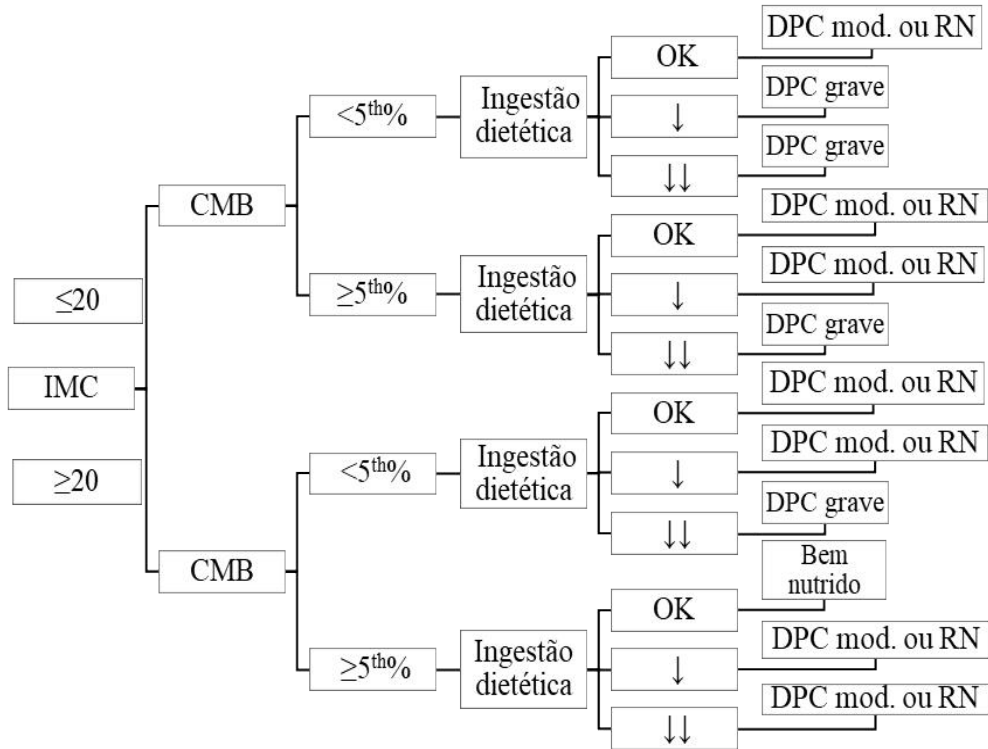 IMC
≤20
CMB
<5th%
Ingestão
dietética
OK
DPC mod. ou RN
↓
DPC grave
↓↓
DPC grave
≥5th%
Ingestão
dietética
OK
DPC mod. ou RN
↓
DPC mod. ou RN
↓↓
DPC grave
≥20
CMB
<5th%
Ingestão
dietética
OK
DPC mod. ou RN
↓
DPC mod. ou RN
↓↓
DPC grave
≥5th%
Ingestão
dietética
OK
Bem
nutrido
↓
DPC mod. ou RN
↓↓
DPC mod. ou RN